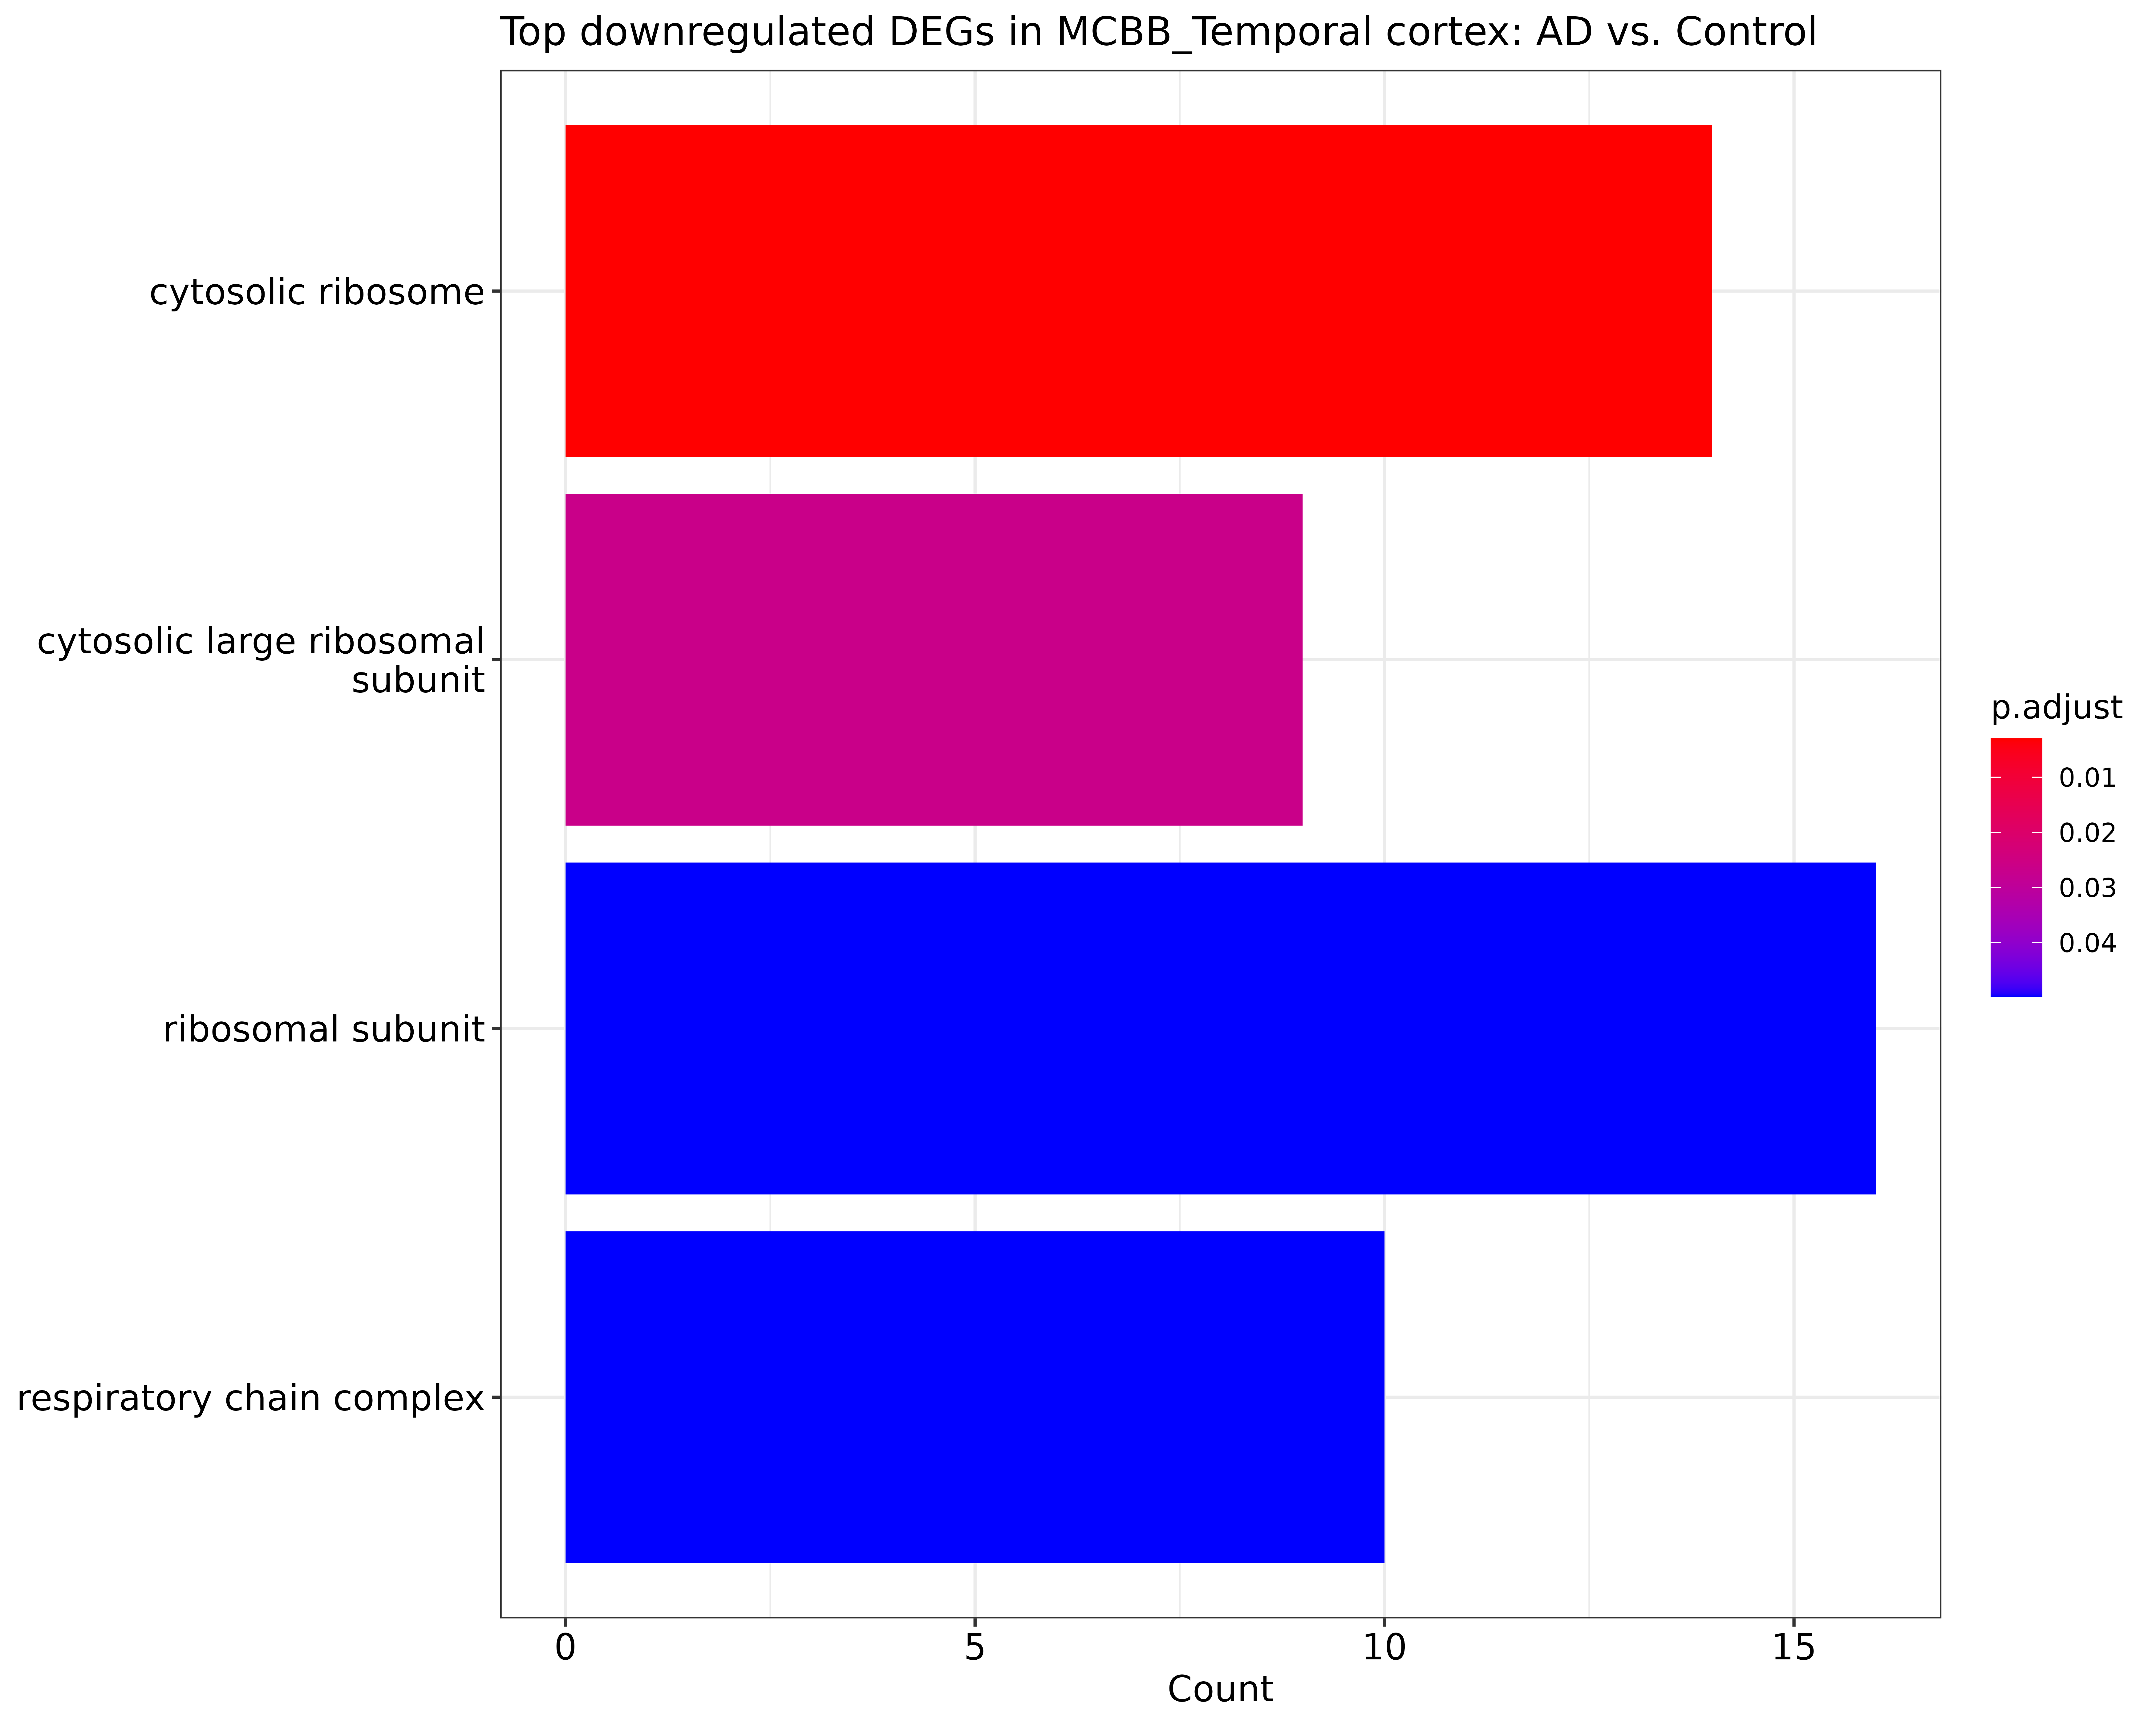 Top downregulated DEGs in MCBB_Temporal cortex: AD vs. Control
cytosolic ribosome
cytosolic large ribosomal
subunit
ribosomal subunit
respiratory chain complex
0
5
10
15
Count
p.adjust
0.01
0.02
0.03
0.04